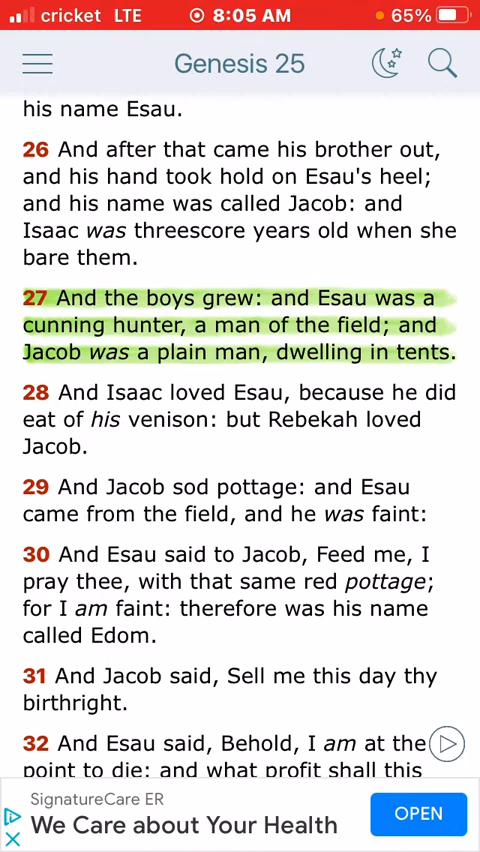 cricket LTE 8:05 AM 65%
Genesis 25
his name Esau.
26 And after that came his brother out,
and his hand took hold on Esau's heel;
and his name was called Jacob: and
Isaac was threescore years old when she
bare them.
27 And the boys grew: and Esau was a
cunning hunter, a man of the field; and
Jacob was a plain man, dwelling in tents.
28 And Isaac loved Esau, because he did
eat of his venison: but Rebekah loved
Jacob.
29 And Jacob sod pottage: and Esau
came from the field, and he was faint:
30 And Esau said to Jacob, Feed me, I
pray thee, with that same red pottage;
for I am faint: therefore was his name
called Edom.
31 And Jacob said, Sell me this day thy
birthright.
32 And Esau said, Behold, I am at the
point to die: and what profit shall this
SignatureCare ER
We Care about Your Health
OPEN